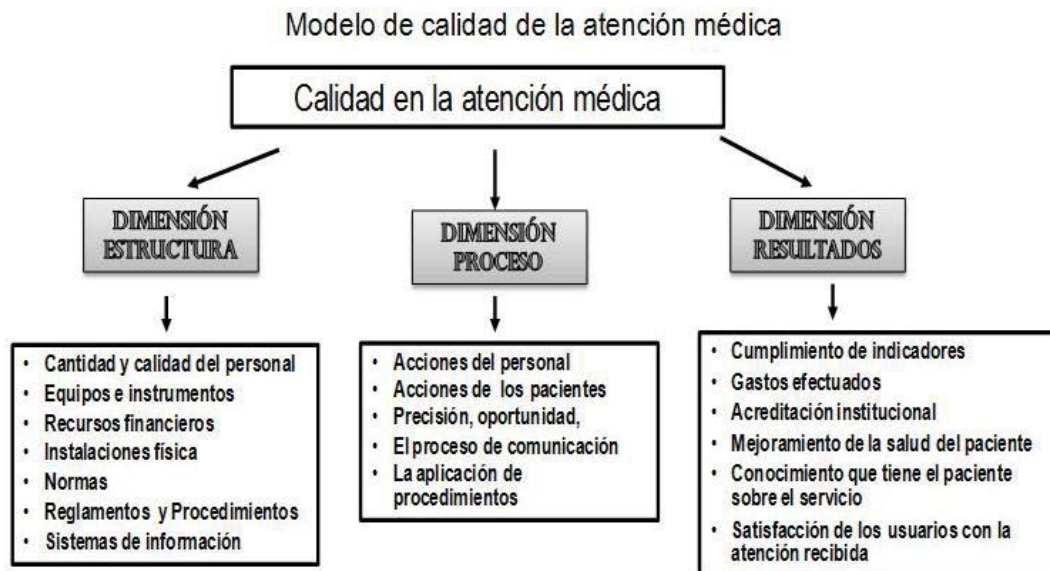 Modelo de calidad de la atención médica
Calidad en la atención médica
DIMENSIÓN
ESTRUCTURA
• Cantidad y calidad del personal
• Equipos e instrumentos
• Recursos financieros
• Instalaciones física
• Normas
• Reglamentos y Procedimientos
• Sistemas de información
DIMENSIÓN
PROCESO
• Acciones del personal
• Acciones de los pacientes
• Precisión, oportunidad,
• El proceso de comunicación
• La aplicación de
procedimientos
DIMENSIÓN
RESULTADOS
• Cumplimiento de indicadores
• Gastos efectuados
• Acreditación institucional
• Mejoramiento de la salud del paciente
• Conocimiento que tiene el paciente
sobre el servicio
• Satisfacción de los usuarios con la
atención recibida